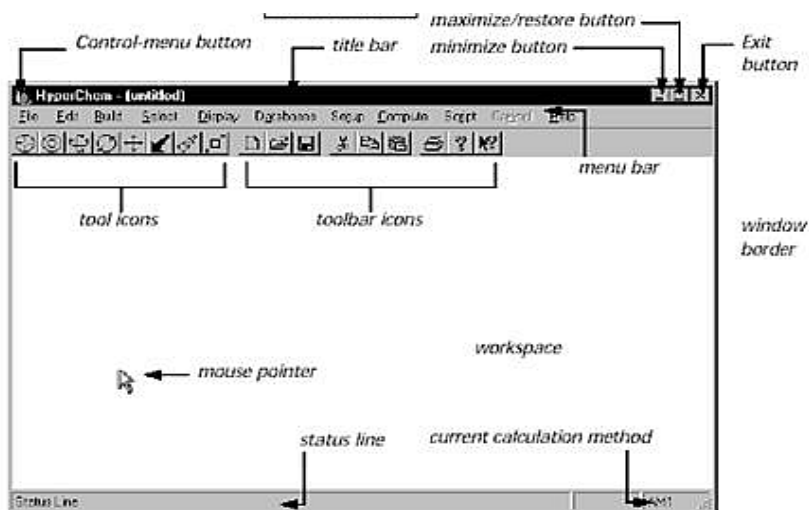 maximize/restore button
Control-menu button title bar minimize button Exit button
HyperChem - (untitled)
File Edit Build Select Display Databases Setup Compute Script Cancel Help
menu bar
tool icons toolbar icons
window border
workspace
mouse pointer
status line current calculation method
Status Line AM1